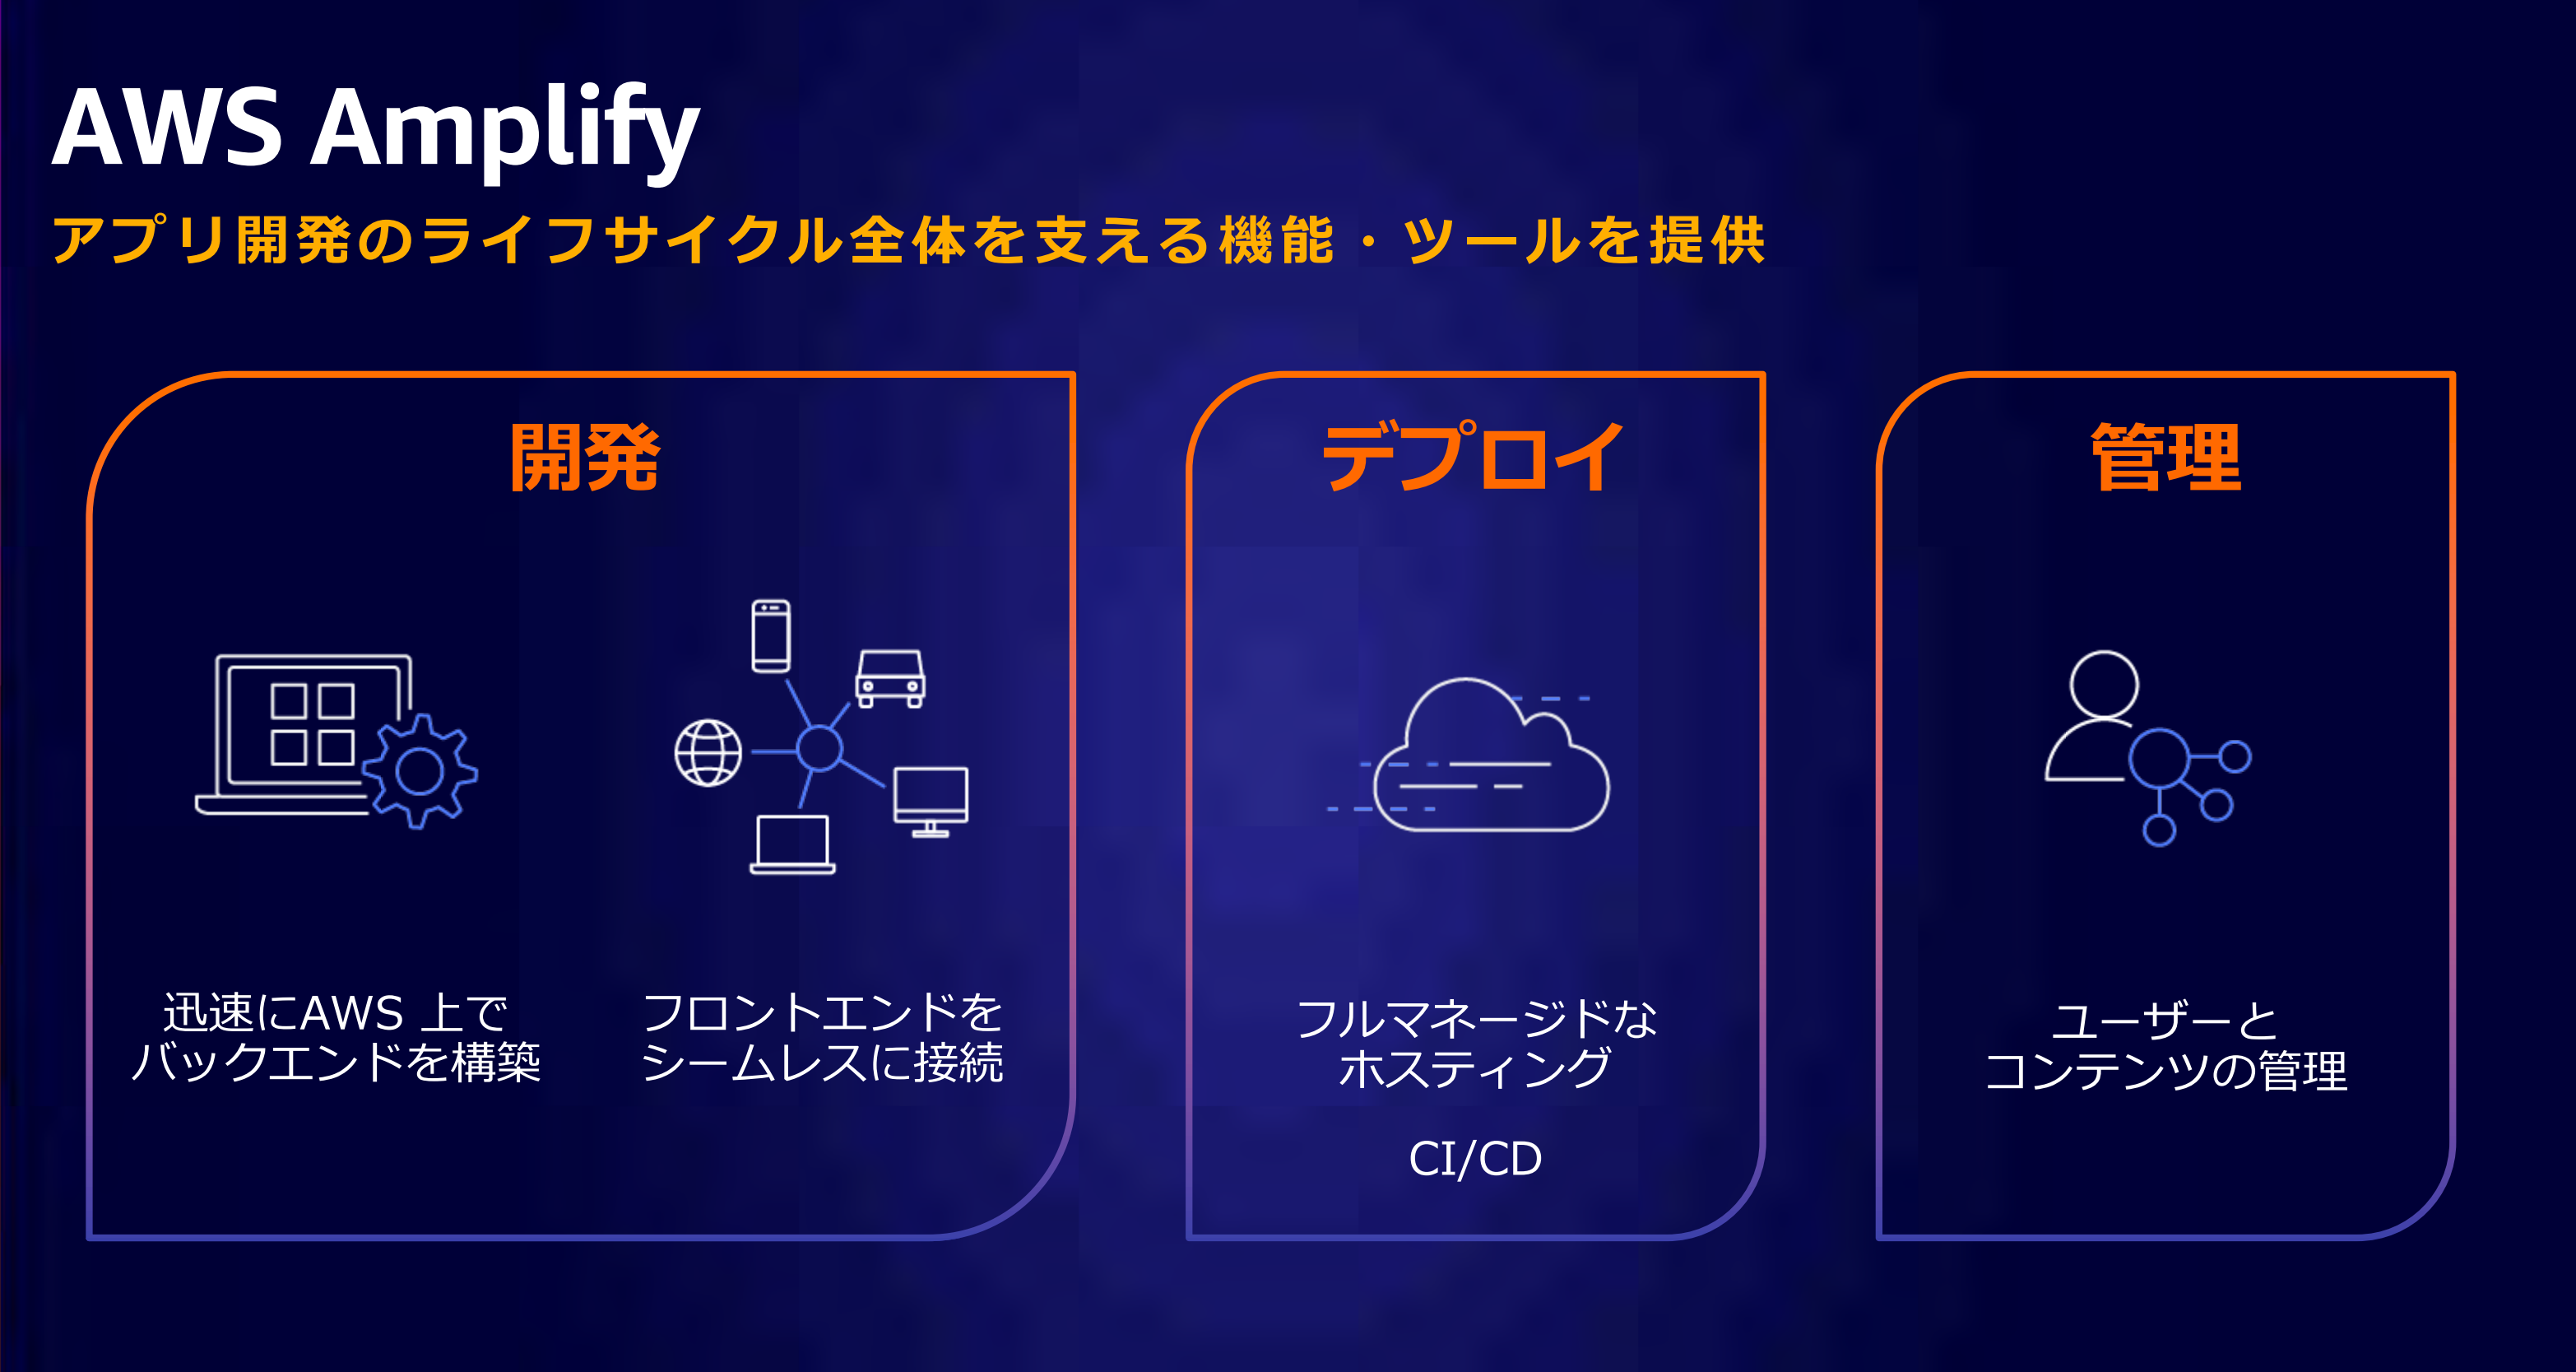 AWS Amplify
アプリ開発のライフサイクル全体を支える機能・ツールを提供
開発
迅速にAWS 上で
バックエンドを構築
フロントエンドを
シームレスに接続
デプロイ
フルマネージドな
ホスティング
CI/CD
管理
ユーザーと
コンテンツの管理